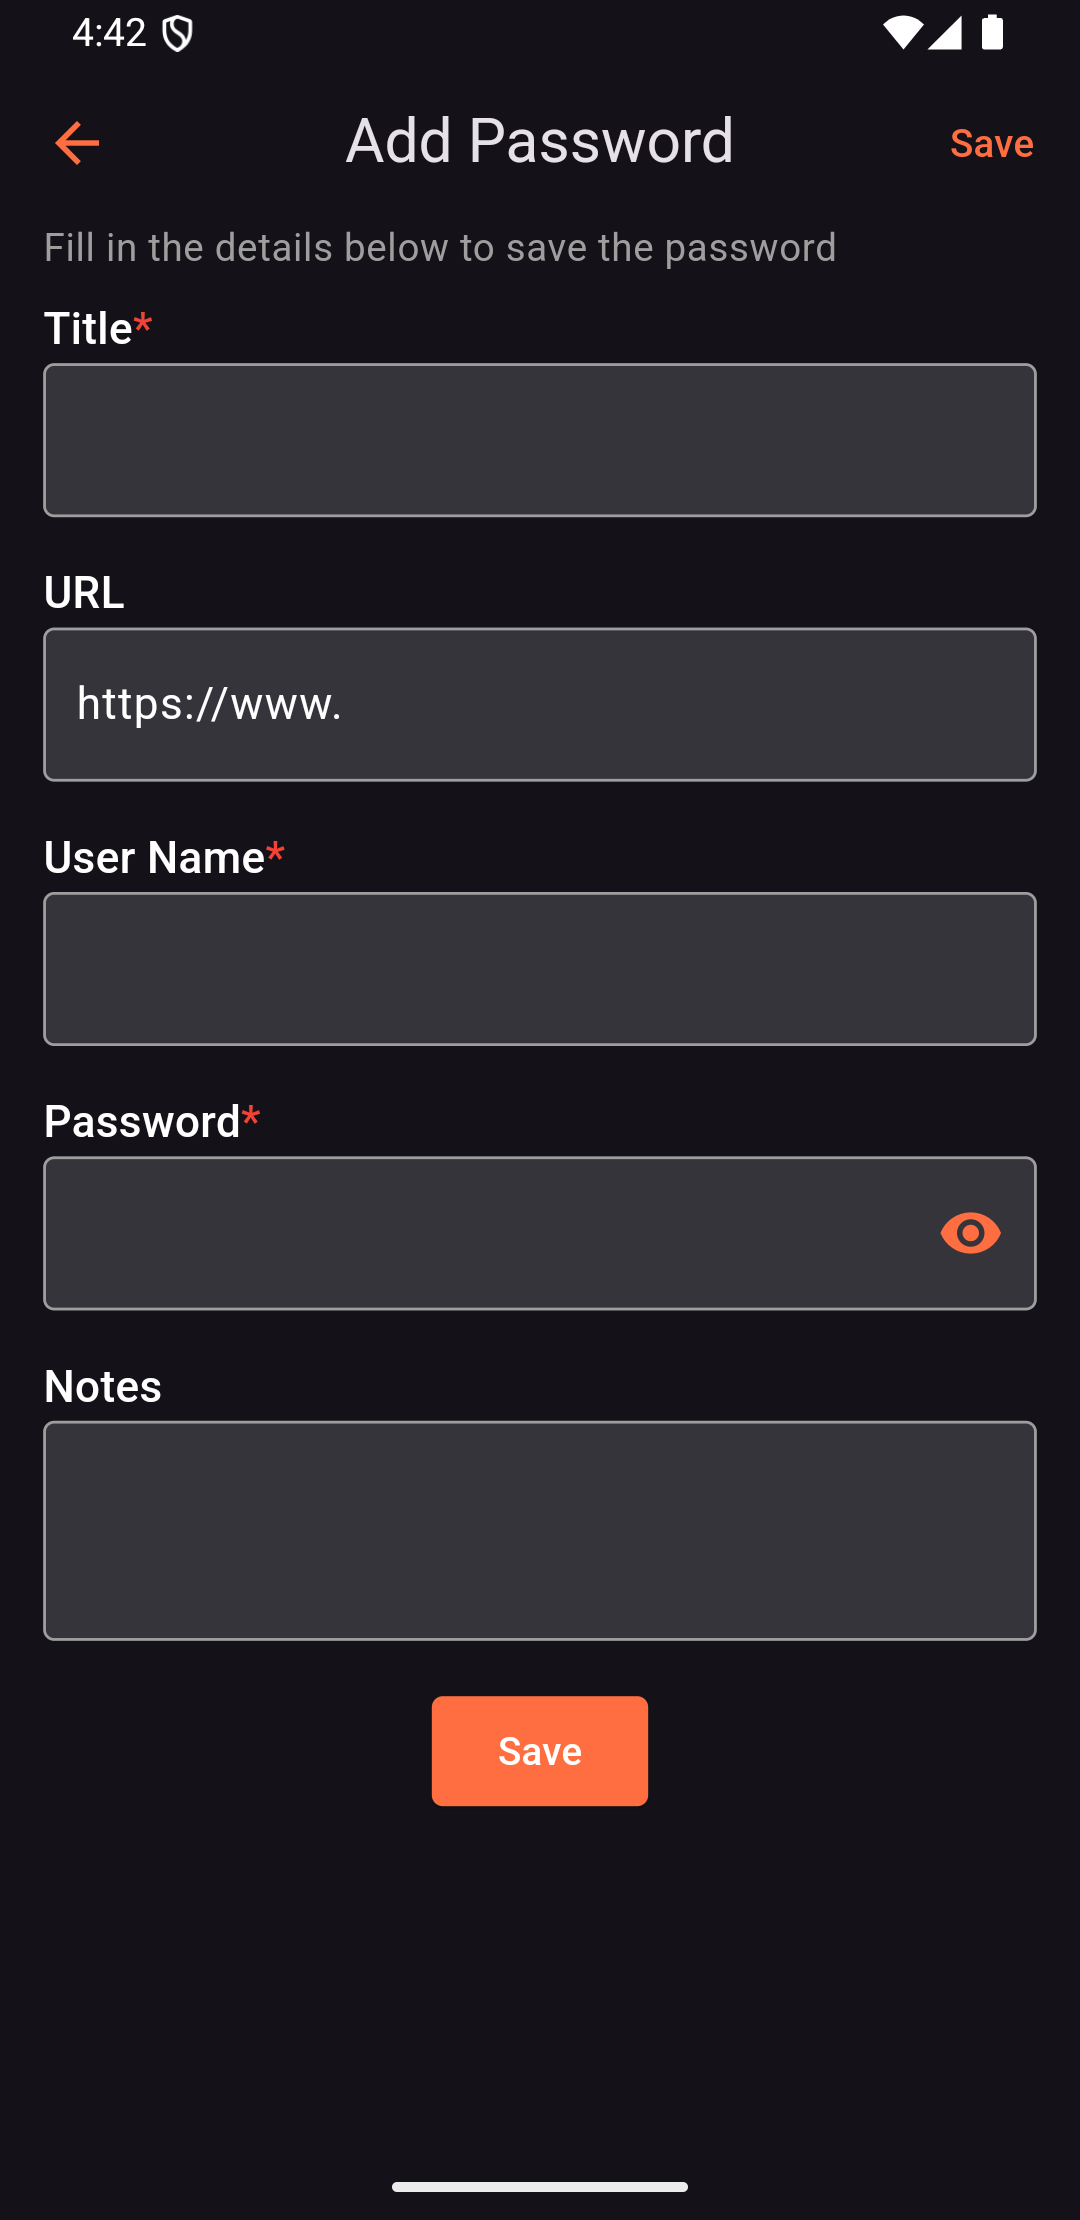 4:42
Add Password
Save
Fill in the details below to save the password
Title*
URL
https://www.
User Name*
Password*
Notes
Save